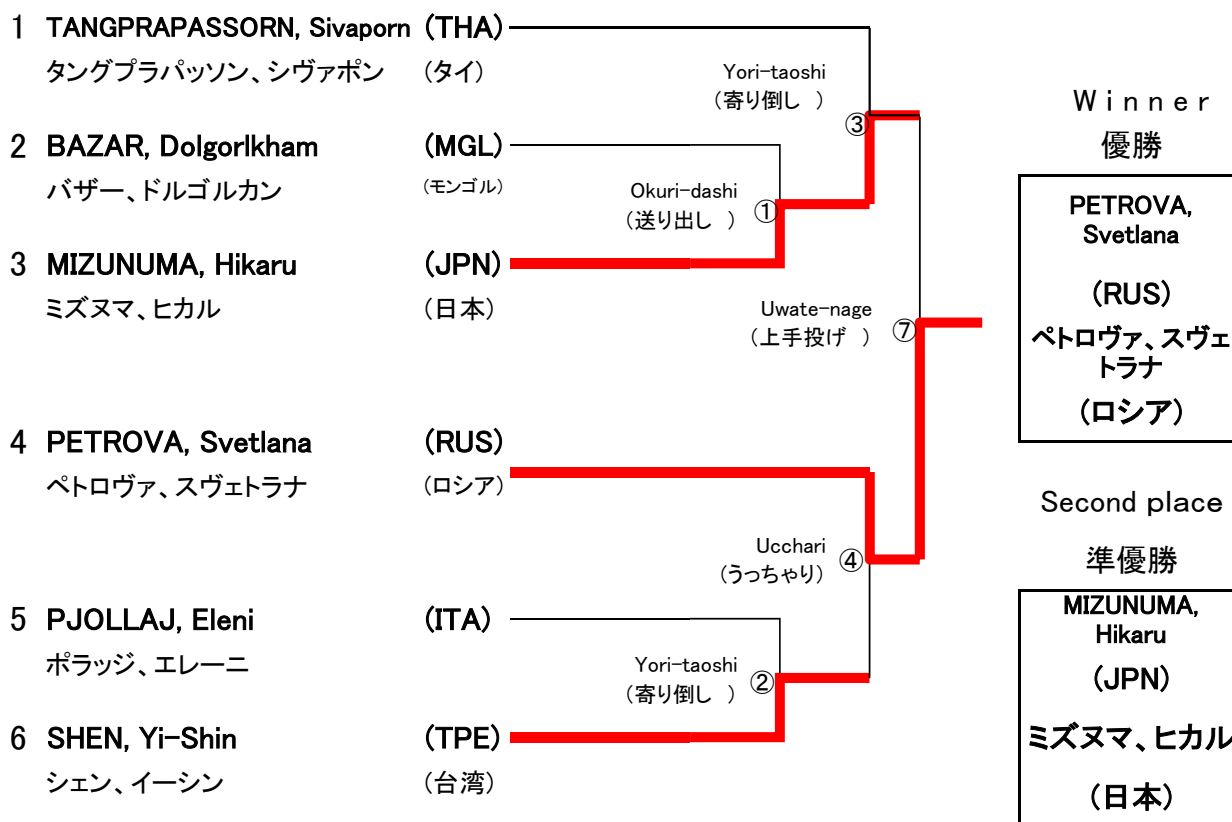 1 TANGPRAPASSORN, Sivaporn (THA)
タングプラパッソン、シヴァポン (タイ)
Yori-taoshi
(寄り倒し )
③
2 BAZAR, Dolgorlkham (MGL)
バザー、ドルゴルカン (モンゴル)
Okuri-dashi
(送り出し )
①
3 MIZUNUMA, Hikaru (JPN)
ミズヌマ、ヒカル (日本)
Uwate-nage
(上手投げ )
⑦
4 PETROVA, Svetlana (RUS)
ペトロヴァ、スヴェトラナ (ロシア)
Ucchari
(うっちゃり)
④
5 PJOLLAJ, Eleni (ITA)
ポラッジ、エレーニ
Yori-taoshi
(寄り倒し )
②
6 SHEN, Yi-Shin (TPE)
シェン、イーシン (台湾)
Winner
優勝
PETROVA,
Svetlana
(RUS)
ペトロヴァ、スヴェ
トラナ
(ロシア)
Second place
準優勝
MIZUNUMA,
Hikaru
(JPN)
ミズヌマ、ヒカル
(日本)